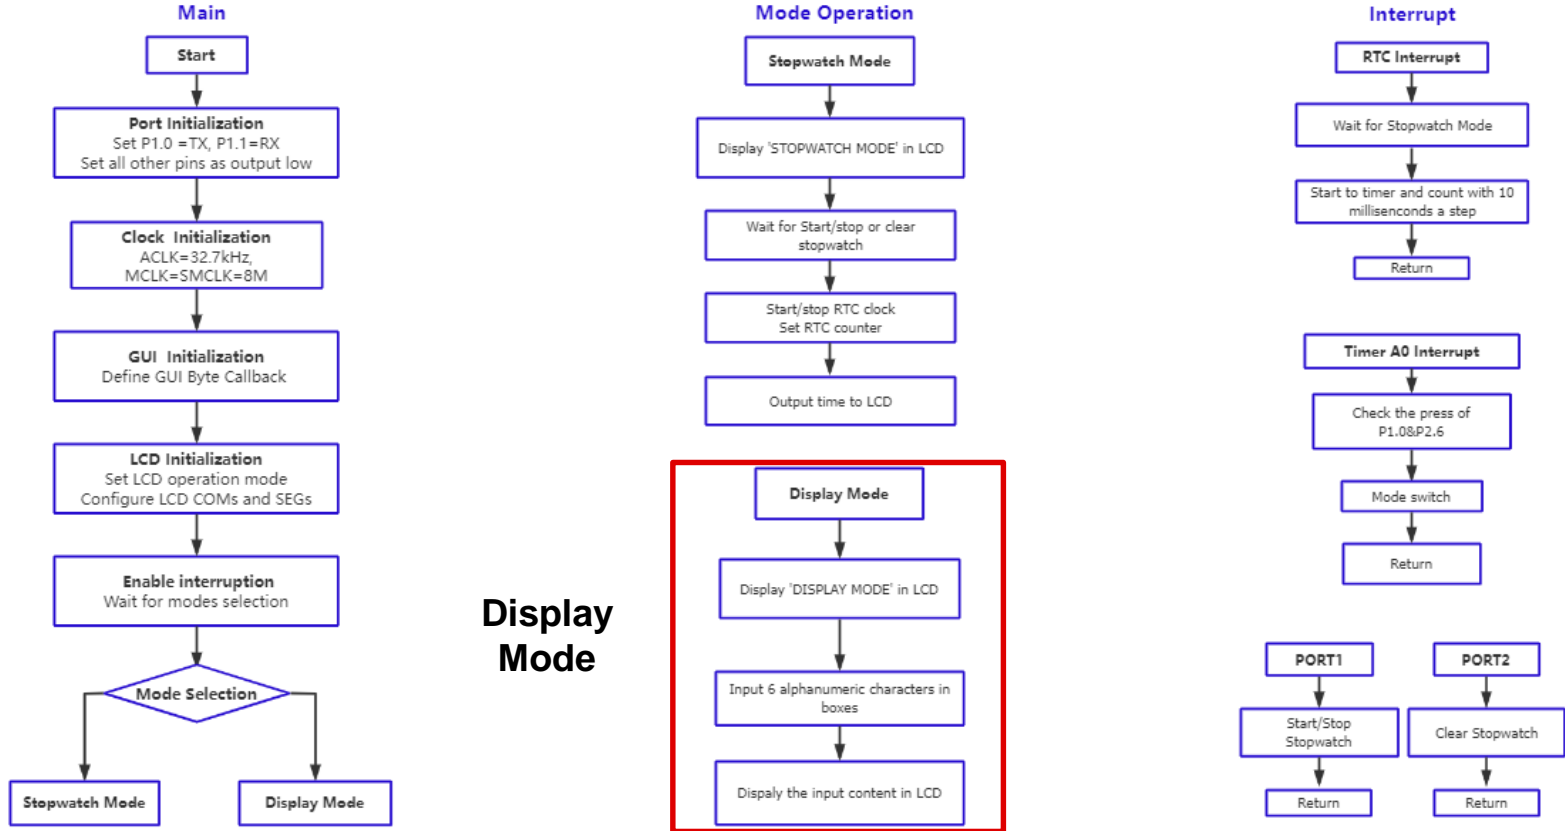 Main
Start
Port Initialization
Set P1.0 =TX, P1.1=RX
Set all other pins as output low
Clock Initialization
ACLK=32.7kHz,
MCLK=SMCLK=8M
GUI Initialization
Define GUI Byte Callback
LCD Initialization
Set LCD operation mode
Configure LCD COMs and SEGs
Enable interruption
Wait for modes selection
Mode Selection
Stopwatch Mode
Display Mode
Mode Operation
Stopwatch Mode
Display 'STOPWATCH MODE' in LCD
Wait for Start/stop or clear
stopwatch
Start/stop RTC clock
Set RTC counter
Output time to LCD
Display
Mode
Display Mode
Display 'DISPLAY MODE' in LCD
Input 6 alphanumeric characters in
boxes
Dispaly the input content in LCD
Interrupt
RTC Interrupt
Wait for Stopwatch Mode
Start to timer and count with 10
millisenconds a step
Return
Timer A0 Interrupt
Check the press of
P1.0&P2.6
Mode switch
Return
PORT1
Start/Stop
Stopwatch
Return
PORT2
Clear Stopwatch
Return